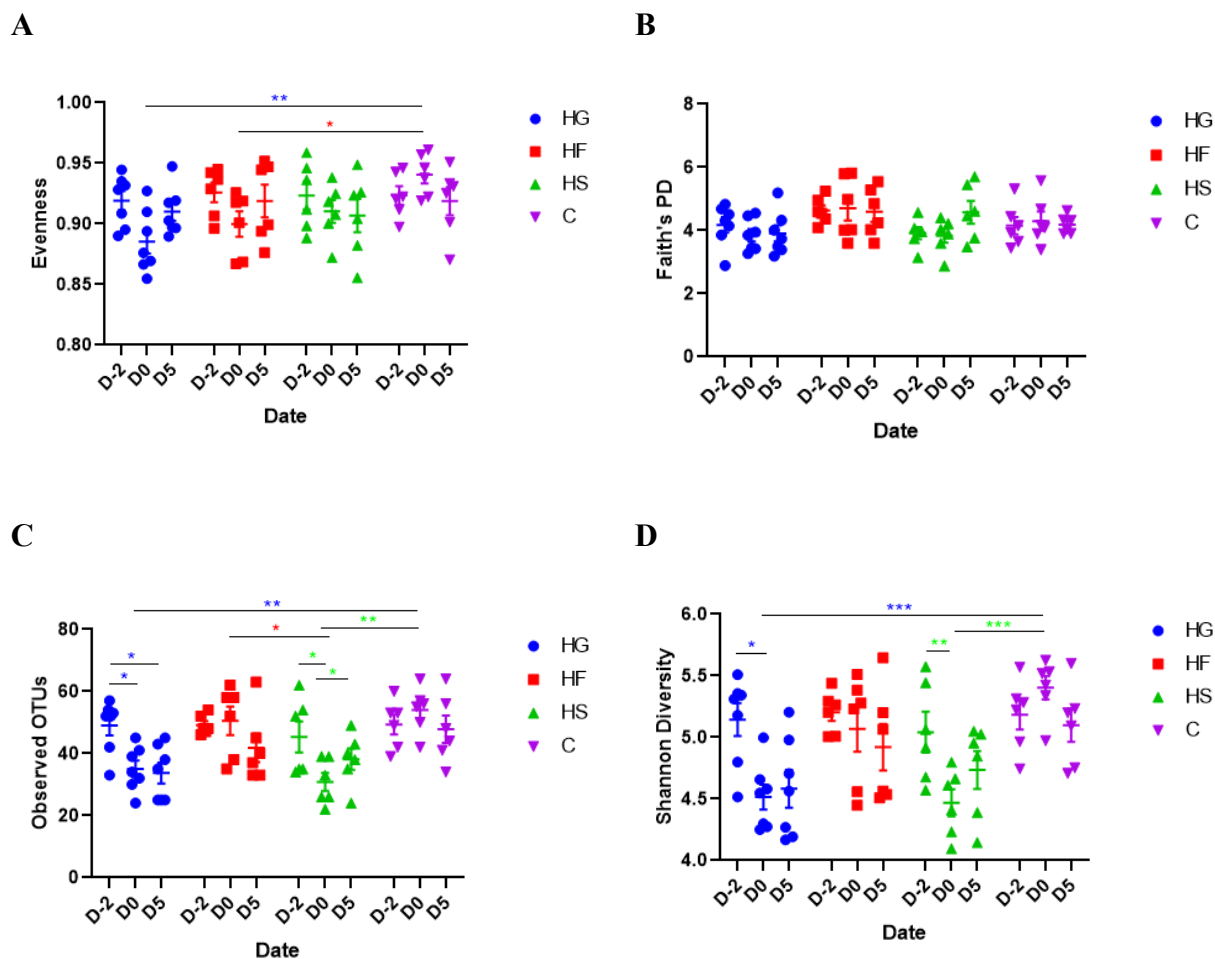 A
B
**
*
1.00
0.95
0.90
0.85
0.80
Evenness
D-2 D0 D5 D-2 D0 D5 D-2 D0 D5 D-2 D0 D5
Date
HG
HF
HS
C
8
6
4
2
0
Faith's PD
D-2 D0 D5 D-2 D0 D5 D-2 D0 D5 D-2 D0 D5
Date
HG
HF
HS
C
C
D
**
* **
* *
* *
80
60
40
20
0
Observed OTUs
D-2 D0 D5 D-2 D0 D5 D-2 D0 D5 D-2 D0 D5
Date
HG
HF
HS
C
***
***
* **
6.0
5.5
5.0
4.5
4.0
Shannon Diversity
D-2 D0 D5 D-2 D0 D5 D-2 D0 D5 D-2 D0 D5
Date
HG
HF
HS
C